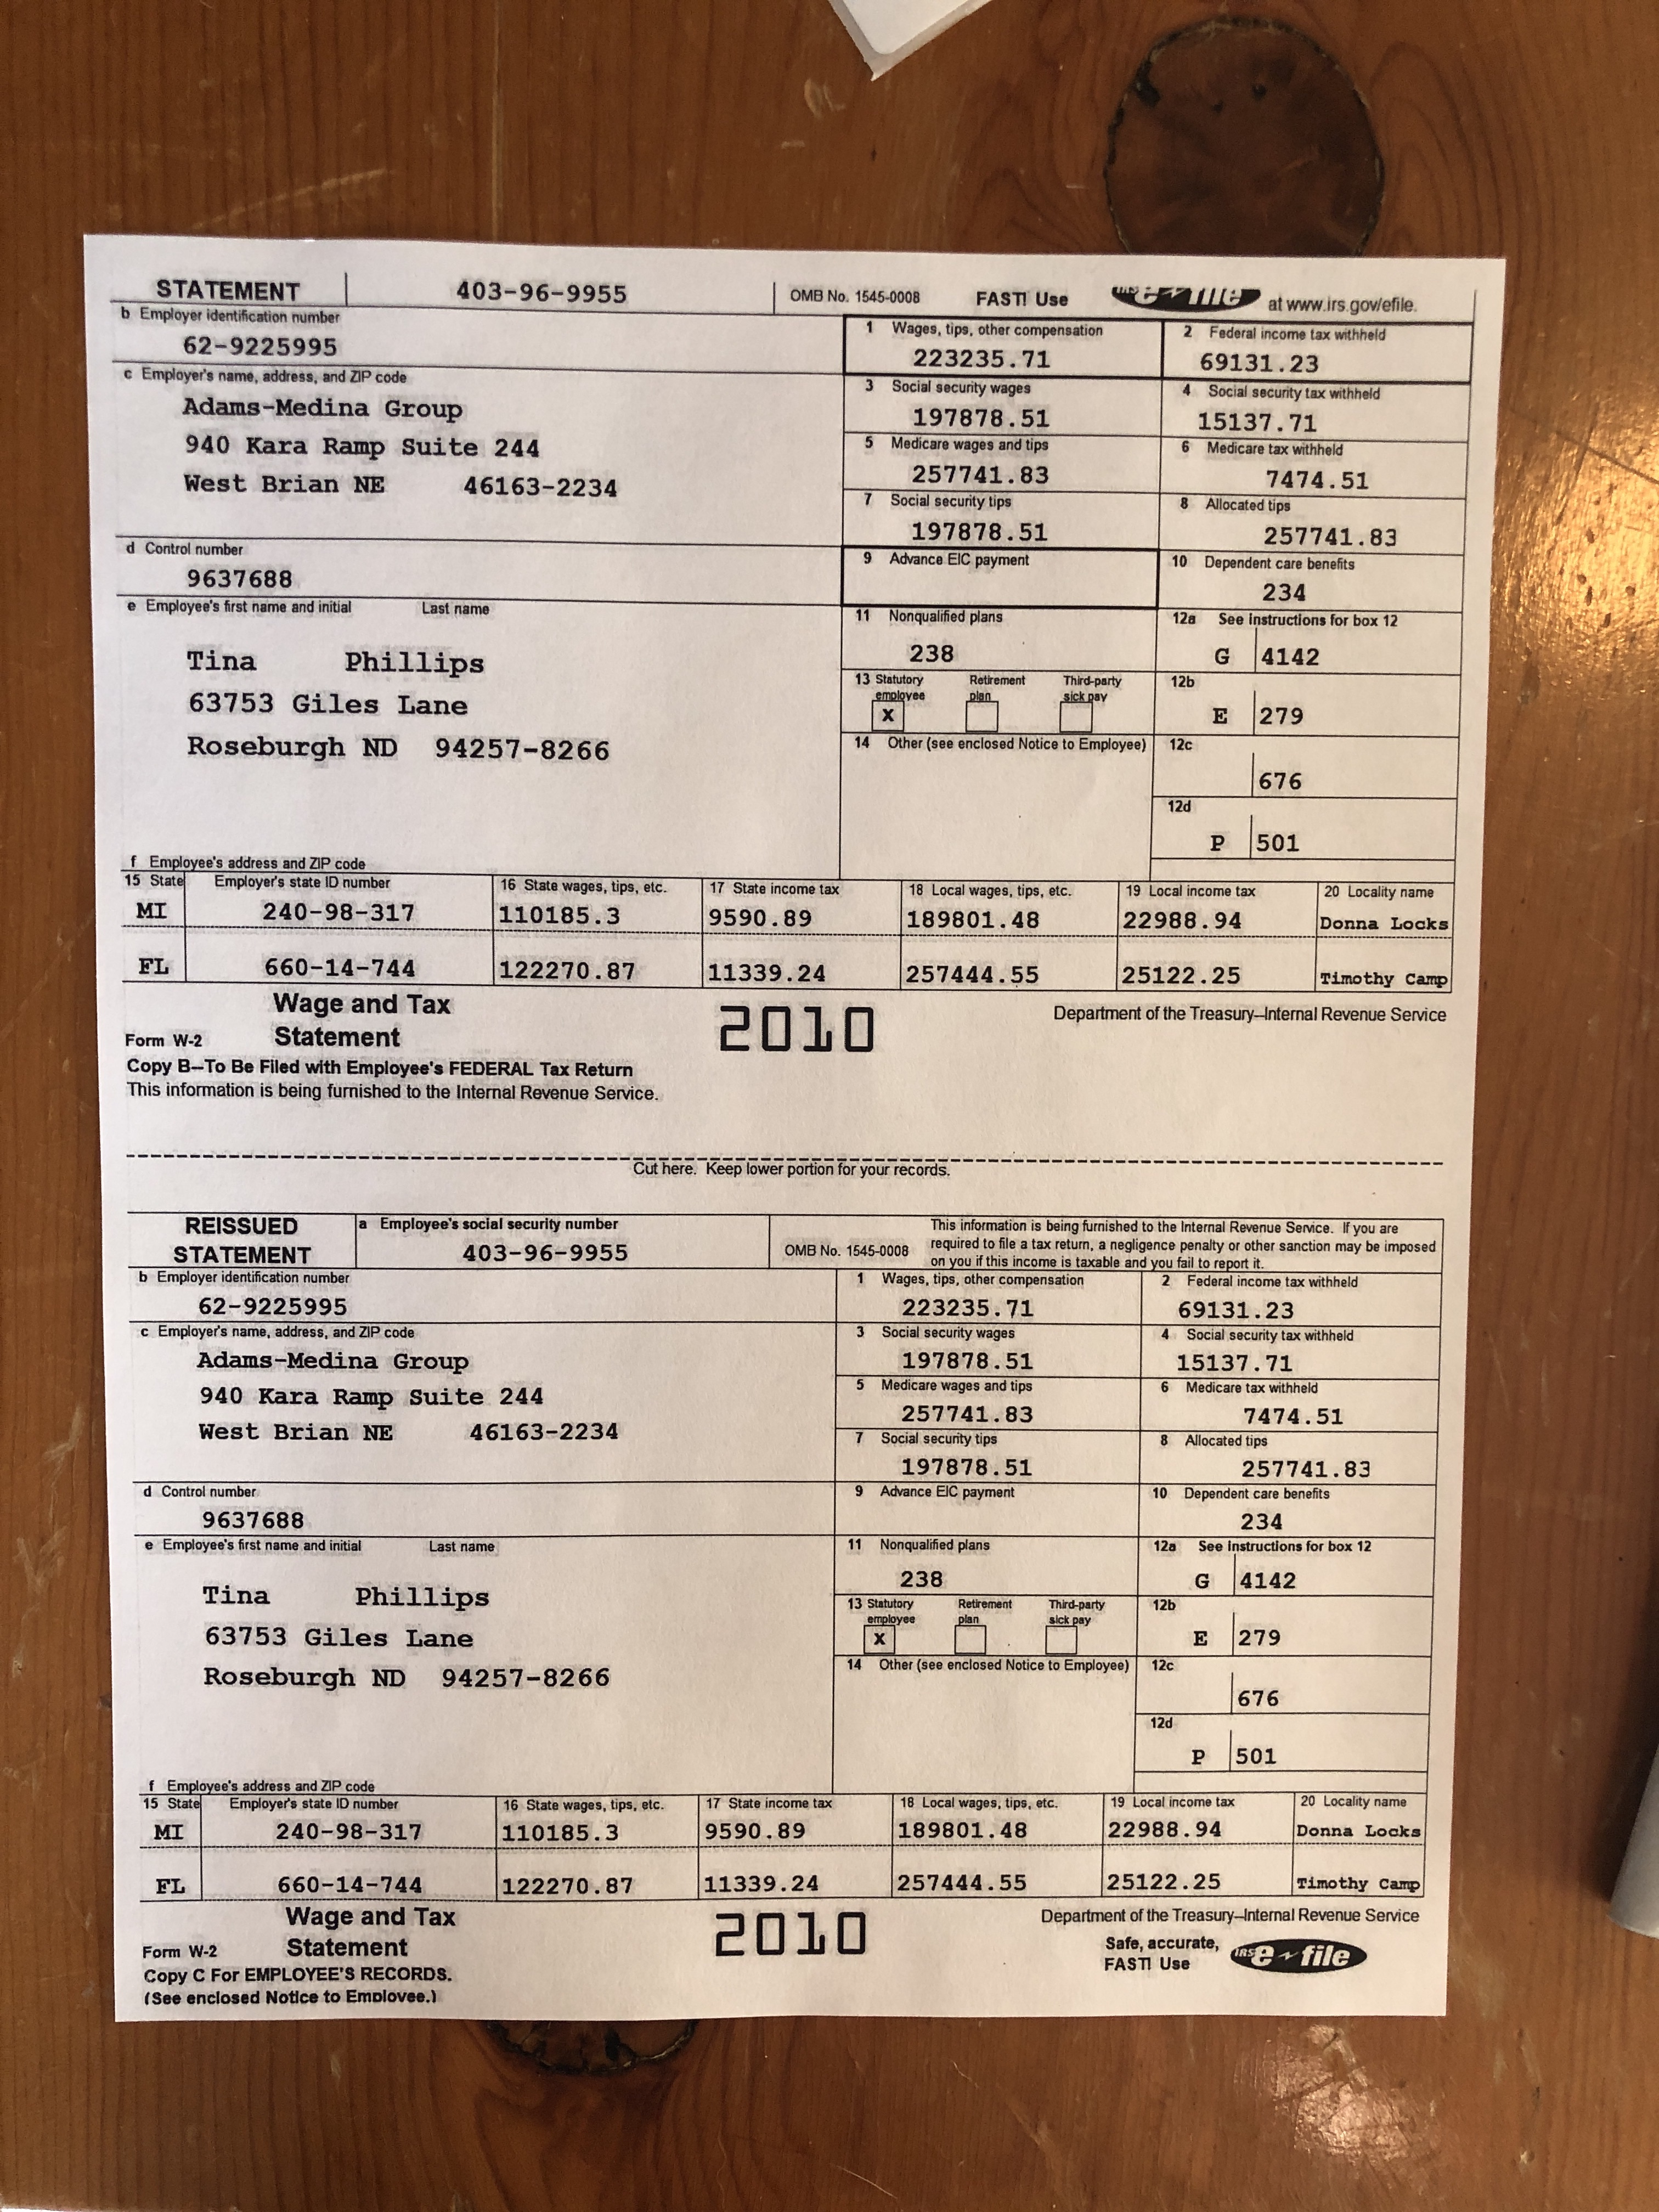 STATEMENT 403-96-9955 OMB No. 1545-0008 FAST! Use IRS e-file at www.irs.gov/efile.
b Employer identification number
62-9225995
1 Wages, tips, other compensation
223235.71
2 Federal income tax withheld
69131.23
c Employer's name, address, and ZIP code
Adams-Medina Group
940 Kara Ramp Suite 244
West Brian NE 46163-2234
3 Social security wages
197878.51
4 Social security tax withheld
15137.71
5 Medicare wages and tips
257741.83
6 Medicare tax withheld
7474.51
7 Social security tips
197878.51
8 Allocated tips
257741.83
d Control number
9637688
9 Advance EIC payment
10 Dependent care benefits
234
e Employee's first name and initial Last name
Tina Phillips
63753 Giles Lane
Roseburgh ND 94257-8266
11 Nonqualified plans
238
12a See instructions for box 12
G 4142
13 Statutory employee Retirement plan Third-party sick pay
X
12b
E 279
14 Other (see enclosed Notice to Employee)
12c
676
12d
P 501
f Employee's address and ZIP code
15 State Employer's state ID number 16 State wages, tips, etc. 17 State income tax 18 Local wages, tips, etc. 19 Local income tax 20 Locality name
MI 240-98-317 110185.3 9590.89 189801.48 22988.94 Donna Locks
FL 660-14-744 122270.87 11339.24 257444.55 25122.25 Timothy Camp
Wage and Tax
Form W-2 Statement 2010 Department of the Treasury–Internal Revenue Service
Copy B–To Be Filed with Employee's FEDERAL Tax Return
This information is being furnished to the Internal Revenue Service.
Cut here. Keep lower portion for your records.
REISSUED
STATEMENT
a Employee's social security number
403-96-9955
OMB No. 1545-0008
This information is being furnished to the Internal Revenue Service. If you are
required to file a tax return, a negligence penalty or other sanction may be imposed
on you if this income is taxable and you fail to report it.
b Employer identification number
62-9225995
1 Wages, tips, other compensation
223235.71
2 Federal income tax withheld
69131.23
c Employer's name, address, and ZIP code
Adams-Medina Group
940 Kara Ramp Suite 244
West Brian NE 46163-2234
3 Social security wages
197878.51
4 Social security tax withheld
15137.71
5 Medicare wages and tips
257741.83
6 Medicare tax withheld
7474.51
7 Social security tips
197878.51
8 Allocated tips
257741.83
d Control number
9637688
9 Advance EIC payment
10 Dependent care benefits
234
e Employee's first name and initial Last name
Tina Phillips
63753 Giles Lane
Roseburgh ND 94257-8266
11 Nonqualified plans
238
12a See instructions for box 12
G 4142
13 Statutory employee Retirement plan Third-party sick pay
X
12b
E 279
14 Other (see enclosed Notice to Employee)
12c
676
12d
P 501
f Employee's address and ZIP code
15 State Employer's state ID number 16 State wages, tips, etc. 17 State income tax 18 Local wages, tips, etc. 19 Local income tax 20 Locality name
MI 240-98-317 110185.3 9590.89 189801.48 22988.94 Donna Locks
FL 660-14-744 122270.87 11339.24 257444.55 25122.25 Timothy Camp
Wage and Tax
Form W-2 Statement 2010 Department of the Treasury–Internal Revenue Service
Copy C For EMPLOYEE'S RECORDS.
(See enclosed Notice to Employee.)
Safe, accurate,
FAST! Use IRS e-file